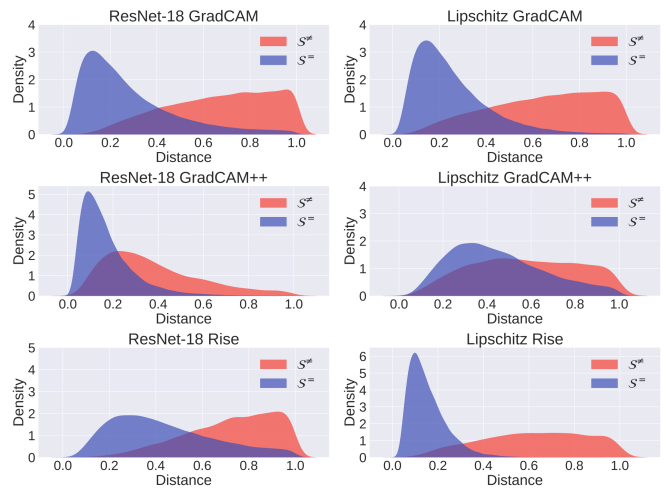 ResNet-18 GradCAM
4
3
2
1
0
Density
S≠
S=
0.0 0.2 0.4 0.6 0.8 1.0
Distance
Lipschitz GradCAM
4
3
2
1
0
Density
S≠
S=
0.0 0.2 0.4 0.6 0.8 1.0
Distance
ResNet-18 GradCAM++
5
4
3
2
1
0
Density
S≠
S=
0.0 0.2 0.4 0.6 0.8 1.0
Distance
Lipschitz GradCAM++
4
3
2
1
0
Density
S≠
S=
0.0 0.2 0.4 0.6 0.8 1.0
Distance
ResNet-18 Rise
5
4
3
2
1
0
Density
S≠
S=
0.0 0.2 0.4 0.6 0.8 1.0
Distance
Lipschitz Rise
6
5
4
3
2
1
0
Density
S≠
S=
0.0 0.2 0.4 0.6 0.8 1.0
Distance